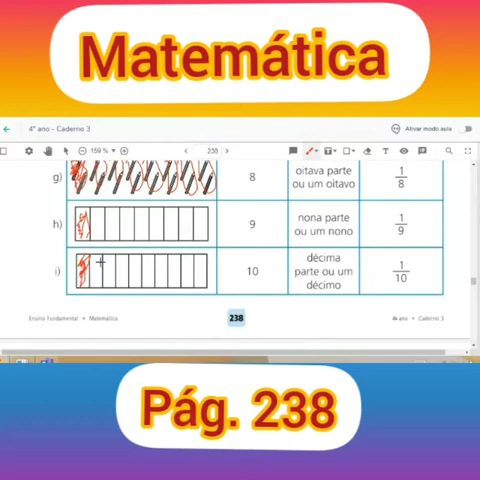 Matemática
4º ano - Caderno 3
Ativar modo aula
159 %
238
g)
8
oitava parte
ou um oitavo
1
8
h)
9
nona parte
ou um nono
1
9
i)
10
décima
parte ou um
décimo
1
10
Ensino Fundamental • Matemática
238
4º ano • Caderno 3
Pág. 238